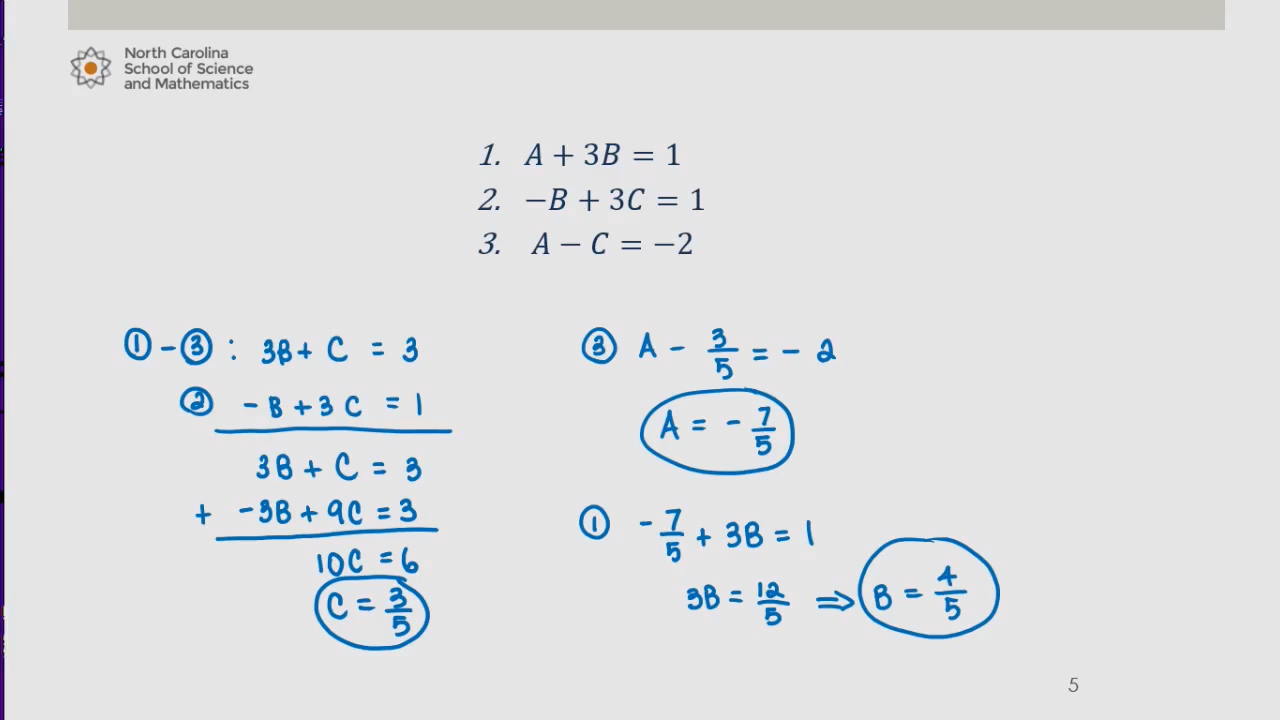 North Carolina
School of Science
and Mathematics
1. A + 3B = 1
2. −B + 3C = 1
3. A − C = −2
① - ③ : 3B + C = 3
② - B + 3C = 1
3B + C = 3
+ -3B + 9C = 3
10C = 6
C = 3/5
③ A - 3/5 = - 2
A = - 7/5
① - 7/5 + 3B = 1
3B = 12/5 ⇒ B = 4/5
5